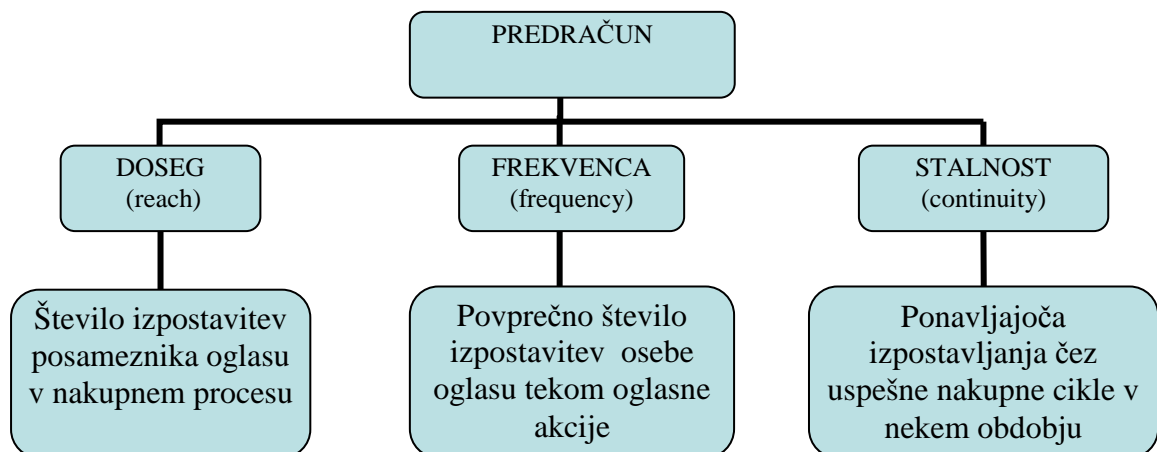 PREDRAČUN
DOSEG
(reach)
FREKVENCA
(frequency)
STALNOST
(continuity)
Število izpostavitev
posameznika oglasu
v nakupnem procesu
Povprečno število
izpostavitev osebe
oglasu tekom oglasne
akcije
Ponavljajoča
izpostavljanja čez
uspešne nakupne cikle v
nekem obdobju